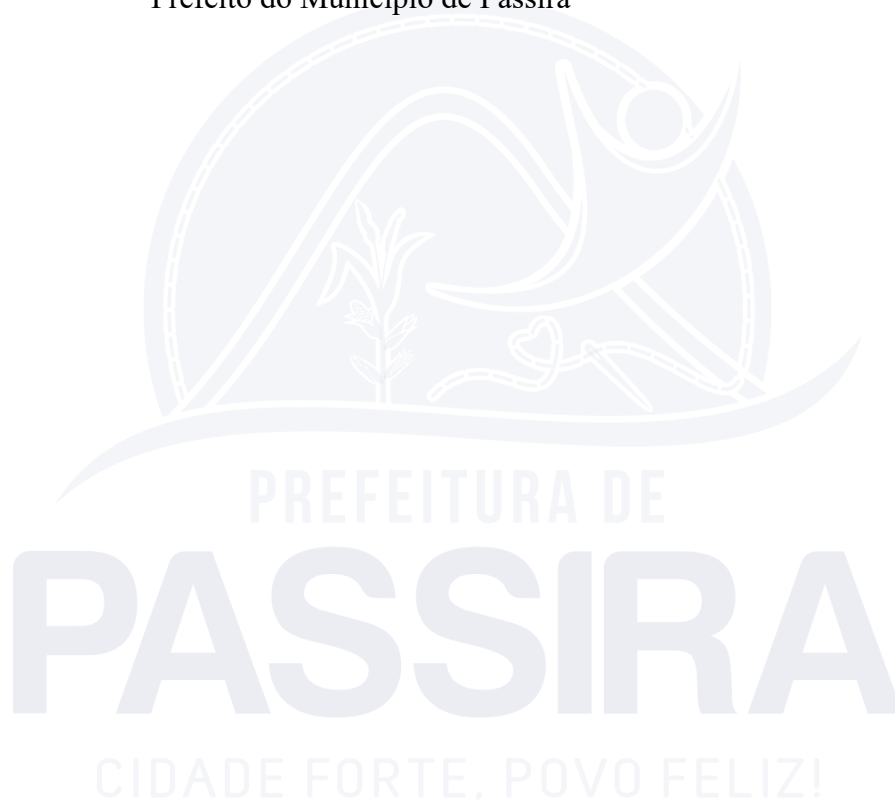 Prefeito do Município de Passira
PREFEITURA DE
PASSIRA
CIDADE FORTE, POVO FELIZ!